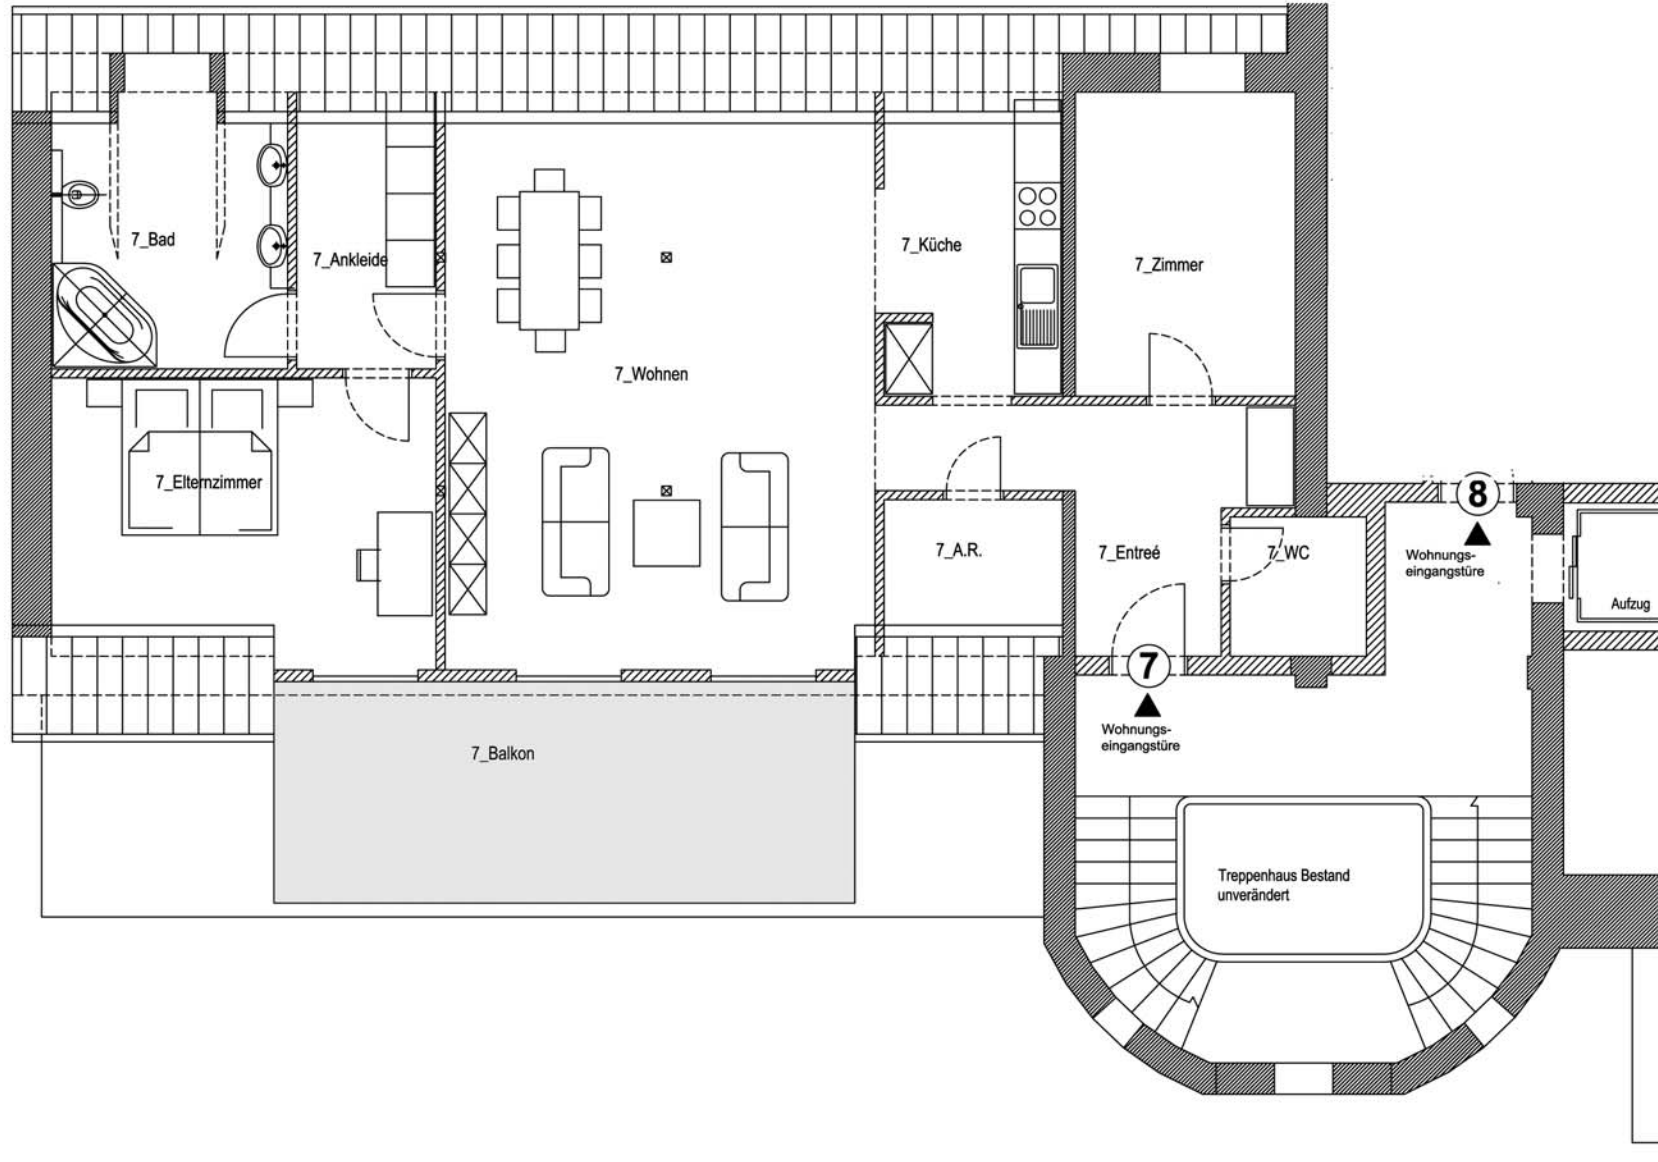 7_Bad
7_Ankleide
7_Küche
7_Zimmer
7_Wohnen
7_Elternzimmer
8
7_A.R.
7_Entreé
7_WC
Wohnungs-
eingangstüre
Aufzug
7
Wohnungs-
eingangstüre
7_Balkon
Treppenhaus Bestand
unverändert